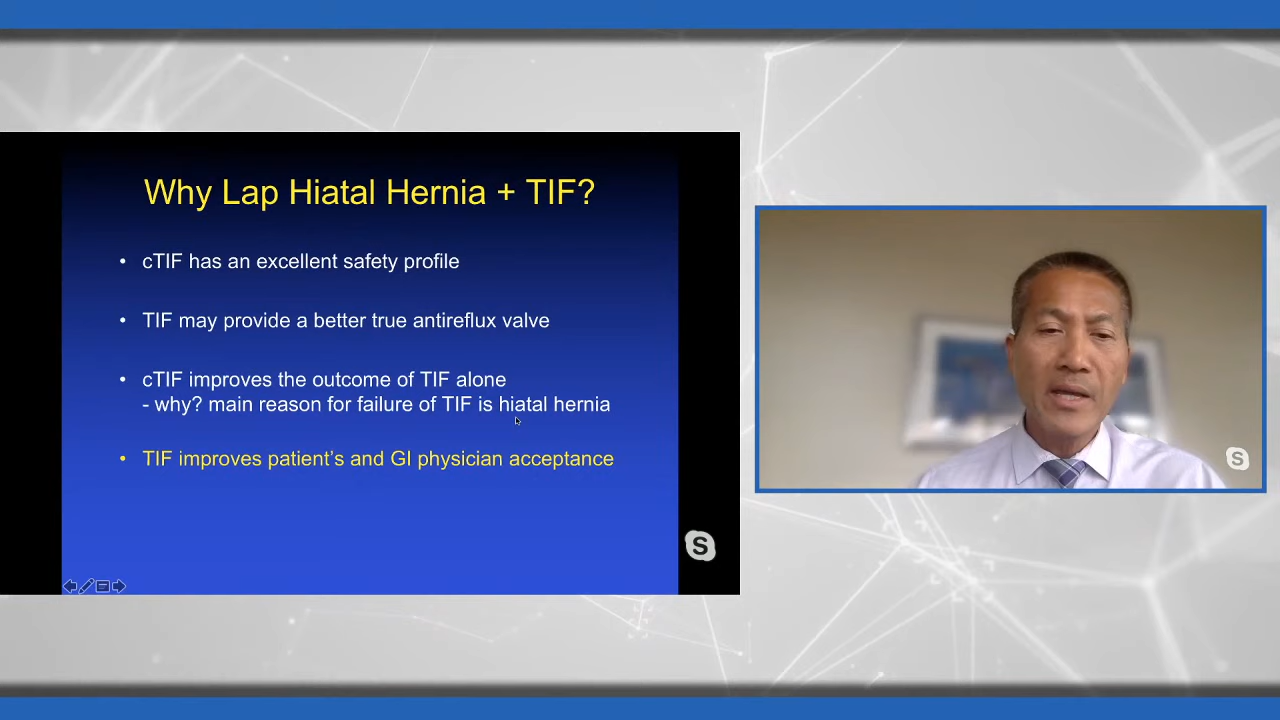 Why Lap Hiatal Hernia + TIF?
• cTIF has an excellent safety profile
• TIF may provide a better true antireflux valve
• cTIF improves the outcome of TIF alone
- why? main reason for failure of TIF is hiatal hernia
• TIF improves patient’s and GI physician acceptance
S
S